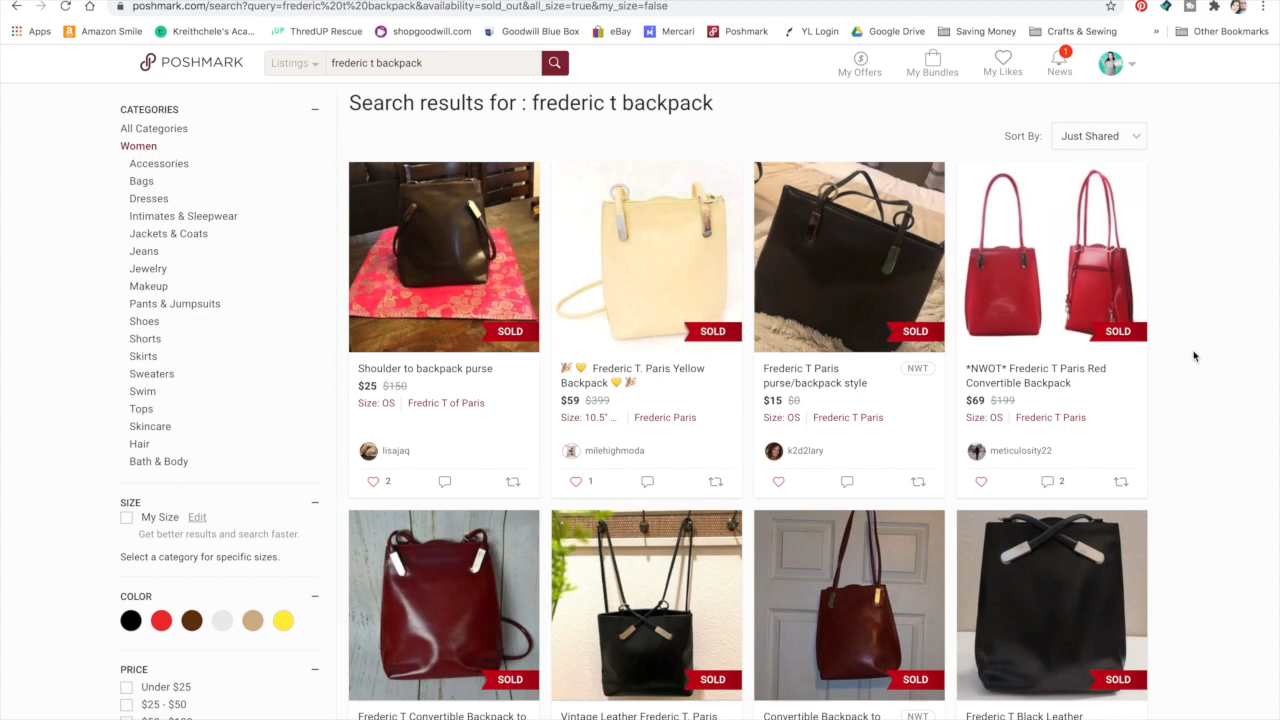 poshmark.com/search?query=frederic%20t%20backpack&availability=sold_out&all_size=true&my_size=false
Apps Amazon Smile Kreithchele's Aca... ThredUP Rescue shopgoodwill.com Goodwill Blue Box eBay Mercari Poshmark YL Login Google Drive Saving Money Crafts & Sewing » Other Bookmarks
POSHMARK Listings frederic t backpack
1
My Offers My Bundles My Likes News
Search results for : frederic t backpack
Sort By: Just Shared
CATEGORIES
All Categories
Women
Accessories
Bags
Dresses
Intimates & Sleepwear
Jackets & Coats
Jeans
Jewelry
Makeup
Pants & Jumpsuits
Shoes
Shorts
Skirts
Sweaters
Swim
Tops
Skincare
Hair
Bath & Body
SIZE
My Size Edit
Get better results and search faster.
Select a category for specific sizes.
COLOR
PRICE
Under $25
$25 - $50
SOLD
Shoulder to backpack purse
$25 $150
Size: OS Fredric T of Paris
lisajaq
2
SOLD
🎉 💛 Frederic T. Paris Yellow
Backpack 💛 🎉
$59 $399
Size: 10.5" ... Frederic Paris
milehighmoda
1
SOLD
Frederic T Paris NWT
purse/backpack style
$15 $0
Size: OS Frederic T Paris
k2d2lary
SOLD
*NWOT* Frederic T Paris Red
Convertible Backpack
$69 $199
Size: OS Frederic T Paris
meticulosity22
2
SOLD
Frederic T Convertible Backpack to
SOLD
Vintage Leather Frederic T. Paris
SOLD
Convertible Backpack to NWT
SOLD
Frederic T Black Leather